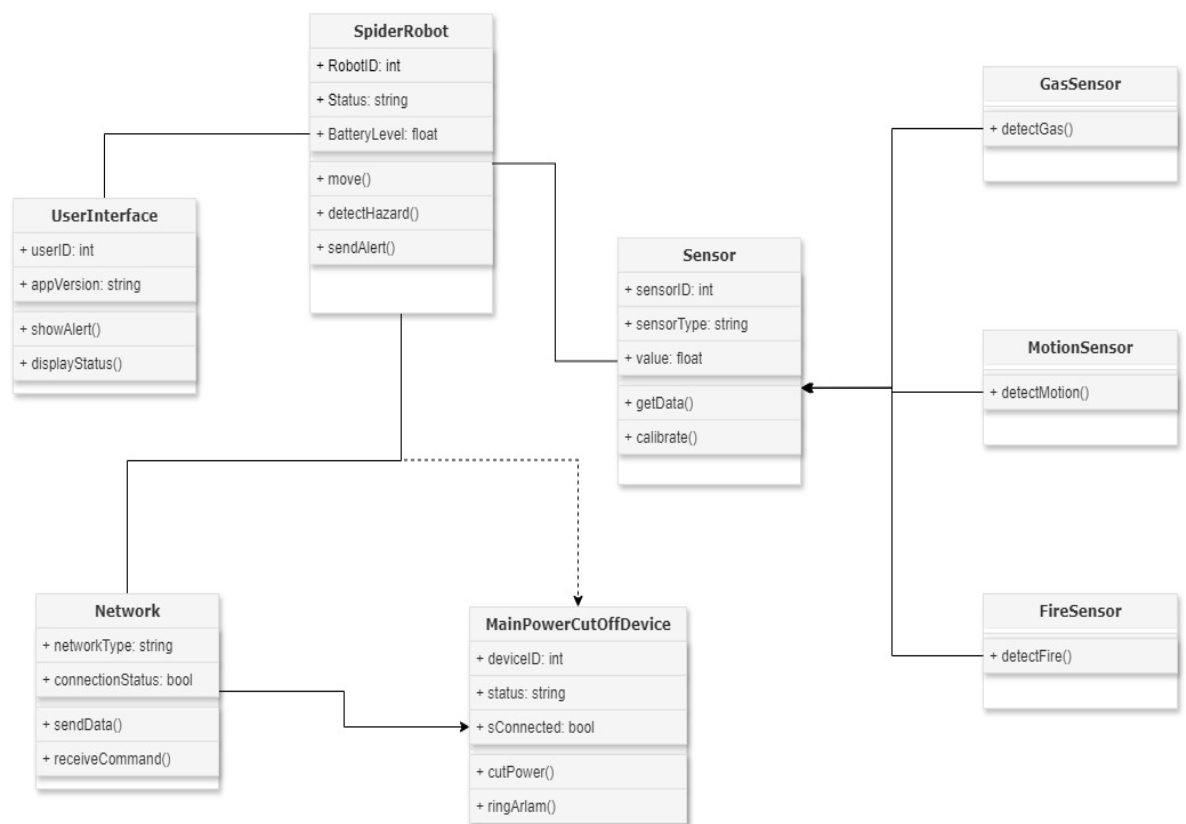 SpiderRobot
+ RobotID: int
+ Status: string
+ BatteryLevel: float
+ move()
+ detectHazard()
+ sendAlert()
UserInterface
+ userID: int
+ appVersion: string
+ showAlert()
+ displayStatus()
Sensor
+ sensorID: int
+ sensorType: string
+ value: float
+ getData()
+ calibrate()
GasSensor
+ detectGas()
MotionSensor
+ detectMotion()
FireSensor
+ detectFire()
Network
+ networkType: string
+ connectionStatus: bool
+ sendData()
+ receiveCommand()
MainPowerCutOffDevice
+ deviceID: int
+ status: string
+ sConnected: bool
+ cutPower()
+ ringArlam()